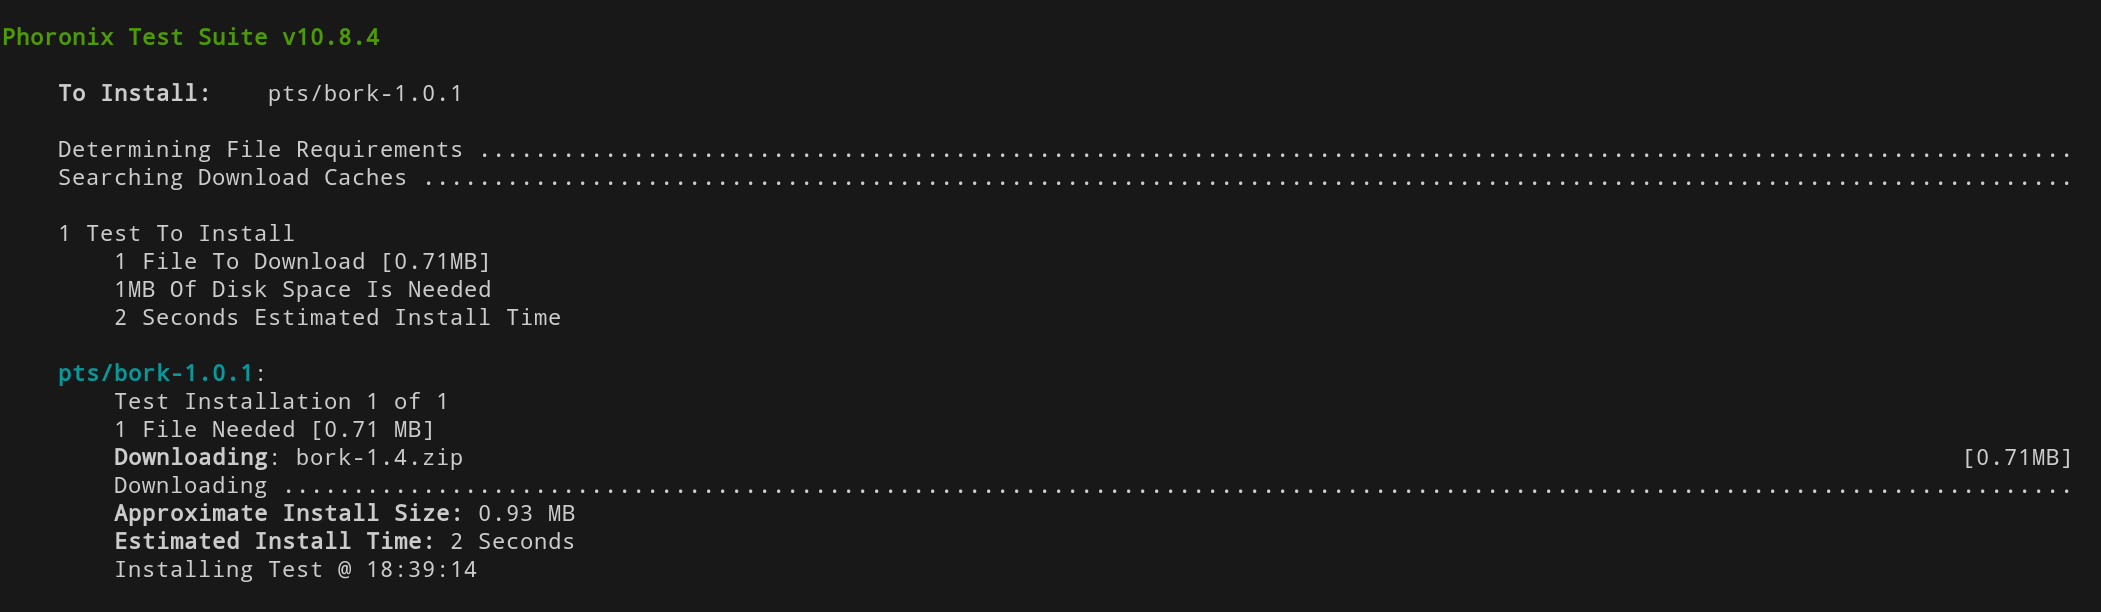 Phoronix Test Suite v10.8.4
To Install:    pts/bork-1.0.1
Determining File Requirements ..................................................................................................................
Searching Download Caches ......................................................................................................................
1 Test To Install
1 File To Download [0.71MB]
1MB Of Disk Space Is Needed
2 Seconds Estimated Install Time
pts/bork-1.0.1:
Test Installation 1 of 1
1 File Needed [0.71 MB]
Downloading: bork-1.4.zip [0.71MB]
Downloading ................................................................................................................................
Approximate Install Size: 0.93 MB
Estimated Install Time: 2 Seconds
Installing Test @ 18:39:14